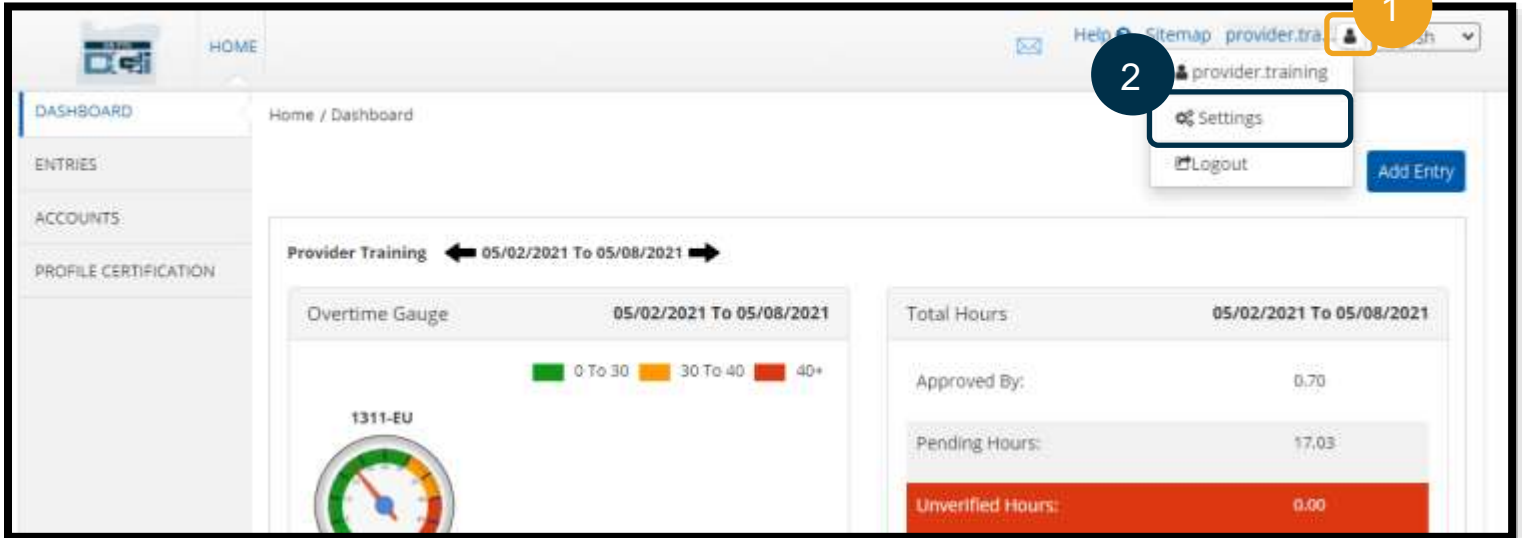 HOME
Help
Sitemap
provider.tra...
1
2
provider.training
Settings
Logout
DASHBOARD
Home / Dashboard
ENTRIES
Add Entry
ACCOUNTS
PROFILE CERTIFICATION
Provider Training 05/02/2021 To 05/08/2021
Overtime Gauge 05/02/2021 To 05/08/2021
0 To 30 30 To 40 40+
1311-EU
Total Hours 05/02/2021 To 05/08/2021
Approved By: 0.70
Pending Hours: 17.03
Unverified Hours: 0.00